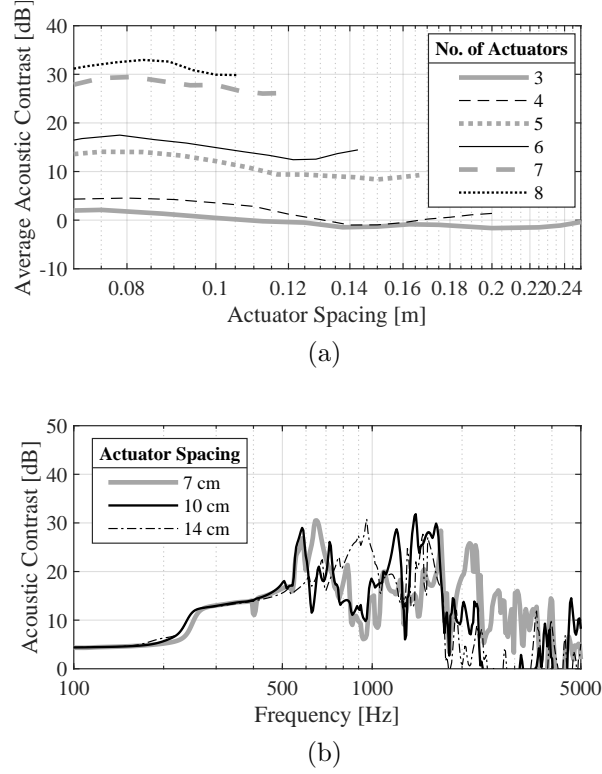 Average Acoustic Contrast [dB]
50
40
30
20
10
0
-10
No. of Actuators
3
4
5
6
7
8
0.08 0.1 0.12 0.14 0.16 0.18 0.2 0.22 0.24
Actuator Spacing [m]
(a)
Acoustic Contrast [dB]
50
40
30
20
10
0
Actuator Spacing
7 cm
10 cm
14 cm
100 500 1000 5000
Frequency [Hz]
(b)